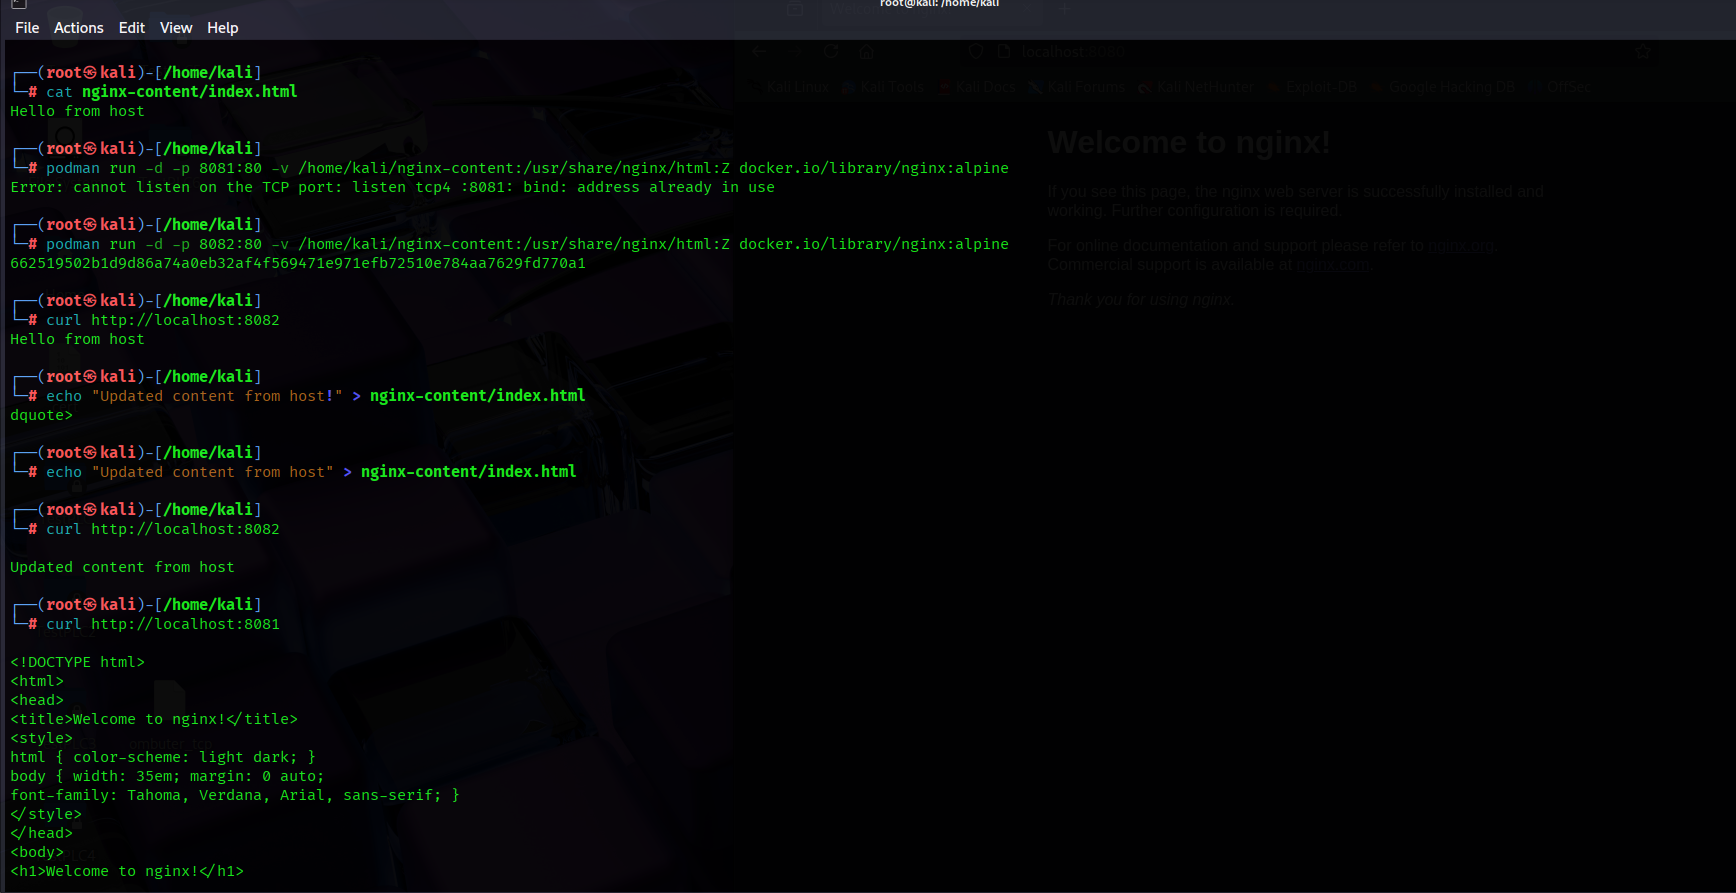 root@kali: /home/kali
File Actions Edit View Help
┌──(root㉿kali)-[/home/kali]
└─# cat nginx-content/index.html
Hello from host
┌──(root㉿kali)-[/home/kali]
└─# podman run -d -p 8081:80 -v /home/kali/nginx-content:/usr/share/nginx/html:Z docker.io/library/nginx:alpine
Error: cannot listen on the TCP port: listen tcp4 :8081: bind: address already in use
┌──(root㉿kali)-[/home/kali]
└─# podman run -d -p 8082:80 -v /home/kali/nginx-content:/usr/share/nginx/html:Z docker.io/library/nginx:alpine
662519502b1d9d86a74a0eb32af4f569471e971efb72510e784aa7629fd770a1
┌──(root㉿kali)-[/home/kali]
└─# curl http://localhost:8082
Hello from host
┌──(root㉿kali)-[/home/kali]
└─# echo "Updated content from host!" > nginx-content/index.html
dquote>
┌──(root㉿kali)-[/home/kali]
└─# echo "Updated content from host" > nginx-content/index.html
┌──(root㉿kali)-[/home/kali]
└─# curl http://localhost:8082
Updated content from host
┌──(root㉿kali)-[/home/kali]
└─# curl http://localhost:8081
<!DOCTYPE html>
<html>
<head>
<title>Welcome to nginx!</title>
<style>
html { color-scheme: light dark; }
body { width: 35em; margin: 0 auto;
font-family: Tahoma, Verdana, Arial, sans-serif; }
</style>
</head>
<body>
<h1>Welcome to nginx!</h1>
localhost:8080
Kali Linux Kali Tools Kali Docs Kali Forums Kali NetHunter Exploit-DB Google Hacking DB OffSec
Welcome to nginx!
If you see this page, the nginx web server is successfully installed and
working. Further configuration is required.
For online documentation and support please refer to nginx.org.
Commercial support is available at nginx.com.
Thank you for using nginx.